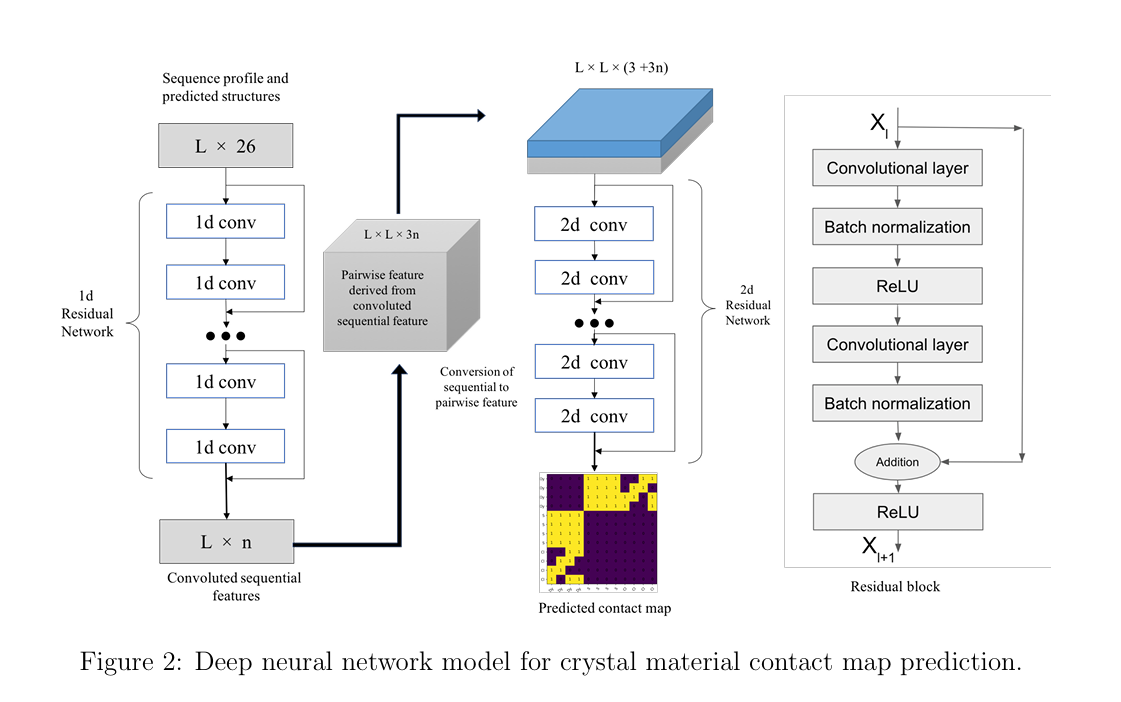 Sequence profile and
predicted structures
L × 26
1d conv
1d conv
1d conv
1d conv
1d
Residual
Network
L × n
Convoluted sequential
features
L × L × 3n
Pairwise feature
derived from
convoluted
sequential feature
Conversion of
sequential to
pairwise feature
L × L × (3 +3n)
2d conv
2d conv
2d conv
2d conv
2d
Residual
Network
Predicted contact map
X_l
Convolutional layer
Batch normalization
ReLU
Convolutional layer
Batch normalization
Addition
ReLU
X_l+1
Residual block
Figure 2: Deep neural network model for crystal material contact map prediction.